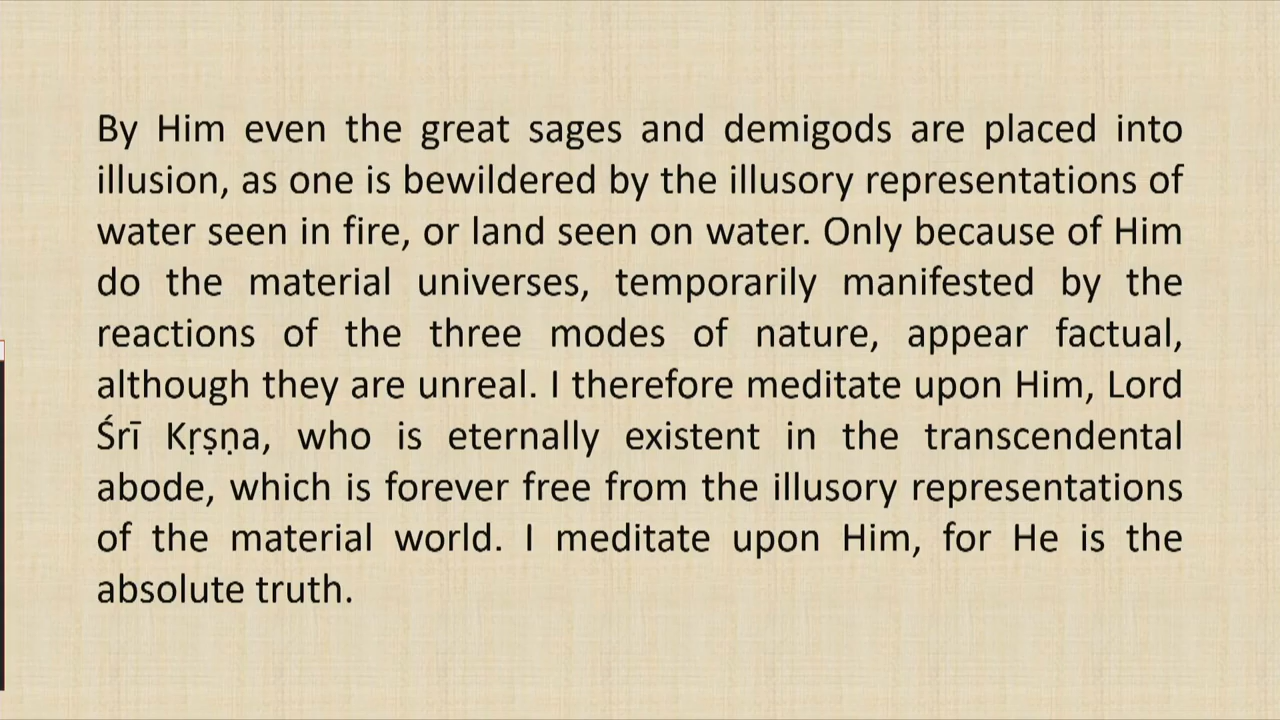 By Him even the great sages and demigods are placed into
illusion, as one is bewildered by the illusory representations of
water seen in fire, or land seen on water. Only because of Him
do the material universes, temporarily manifested by the
reactions of the three modes of nature, appear factual,
although they are unreal. I therefore meditate upon Him, Lord
Śrī Kṛṣṇa, who is eternally existent in the transcendental
abode, which is forever free from the illusory representations
of the material world. I meditate upon Him, for He is the
absolute truth.